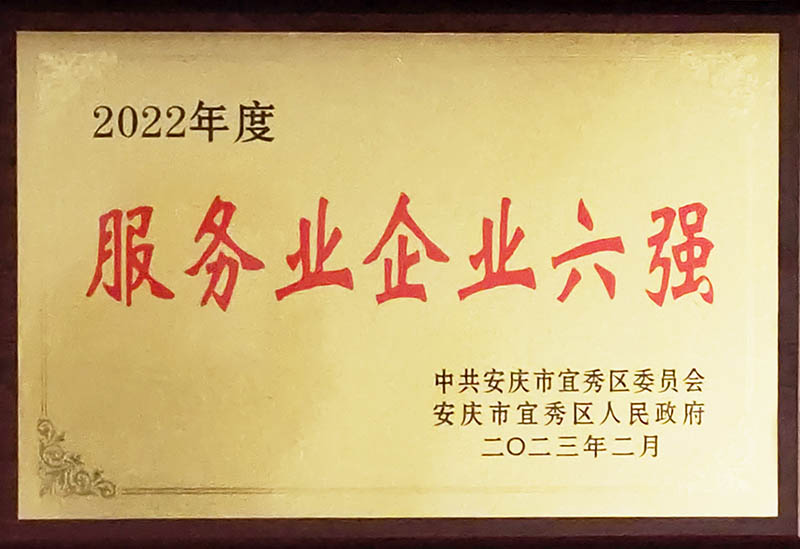 2022年度
服务业企业六强
中共安庆市宜秀区委员会
安庆市宜秀区人民政府
二〇二三年二月